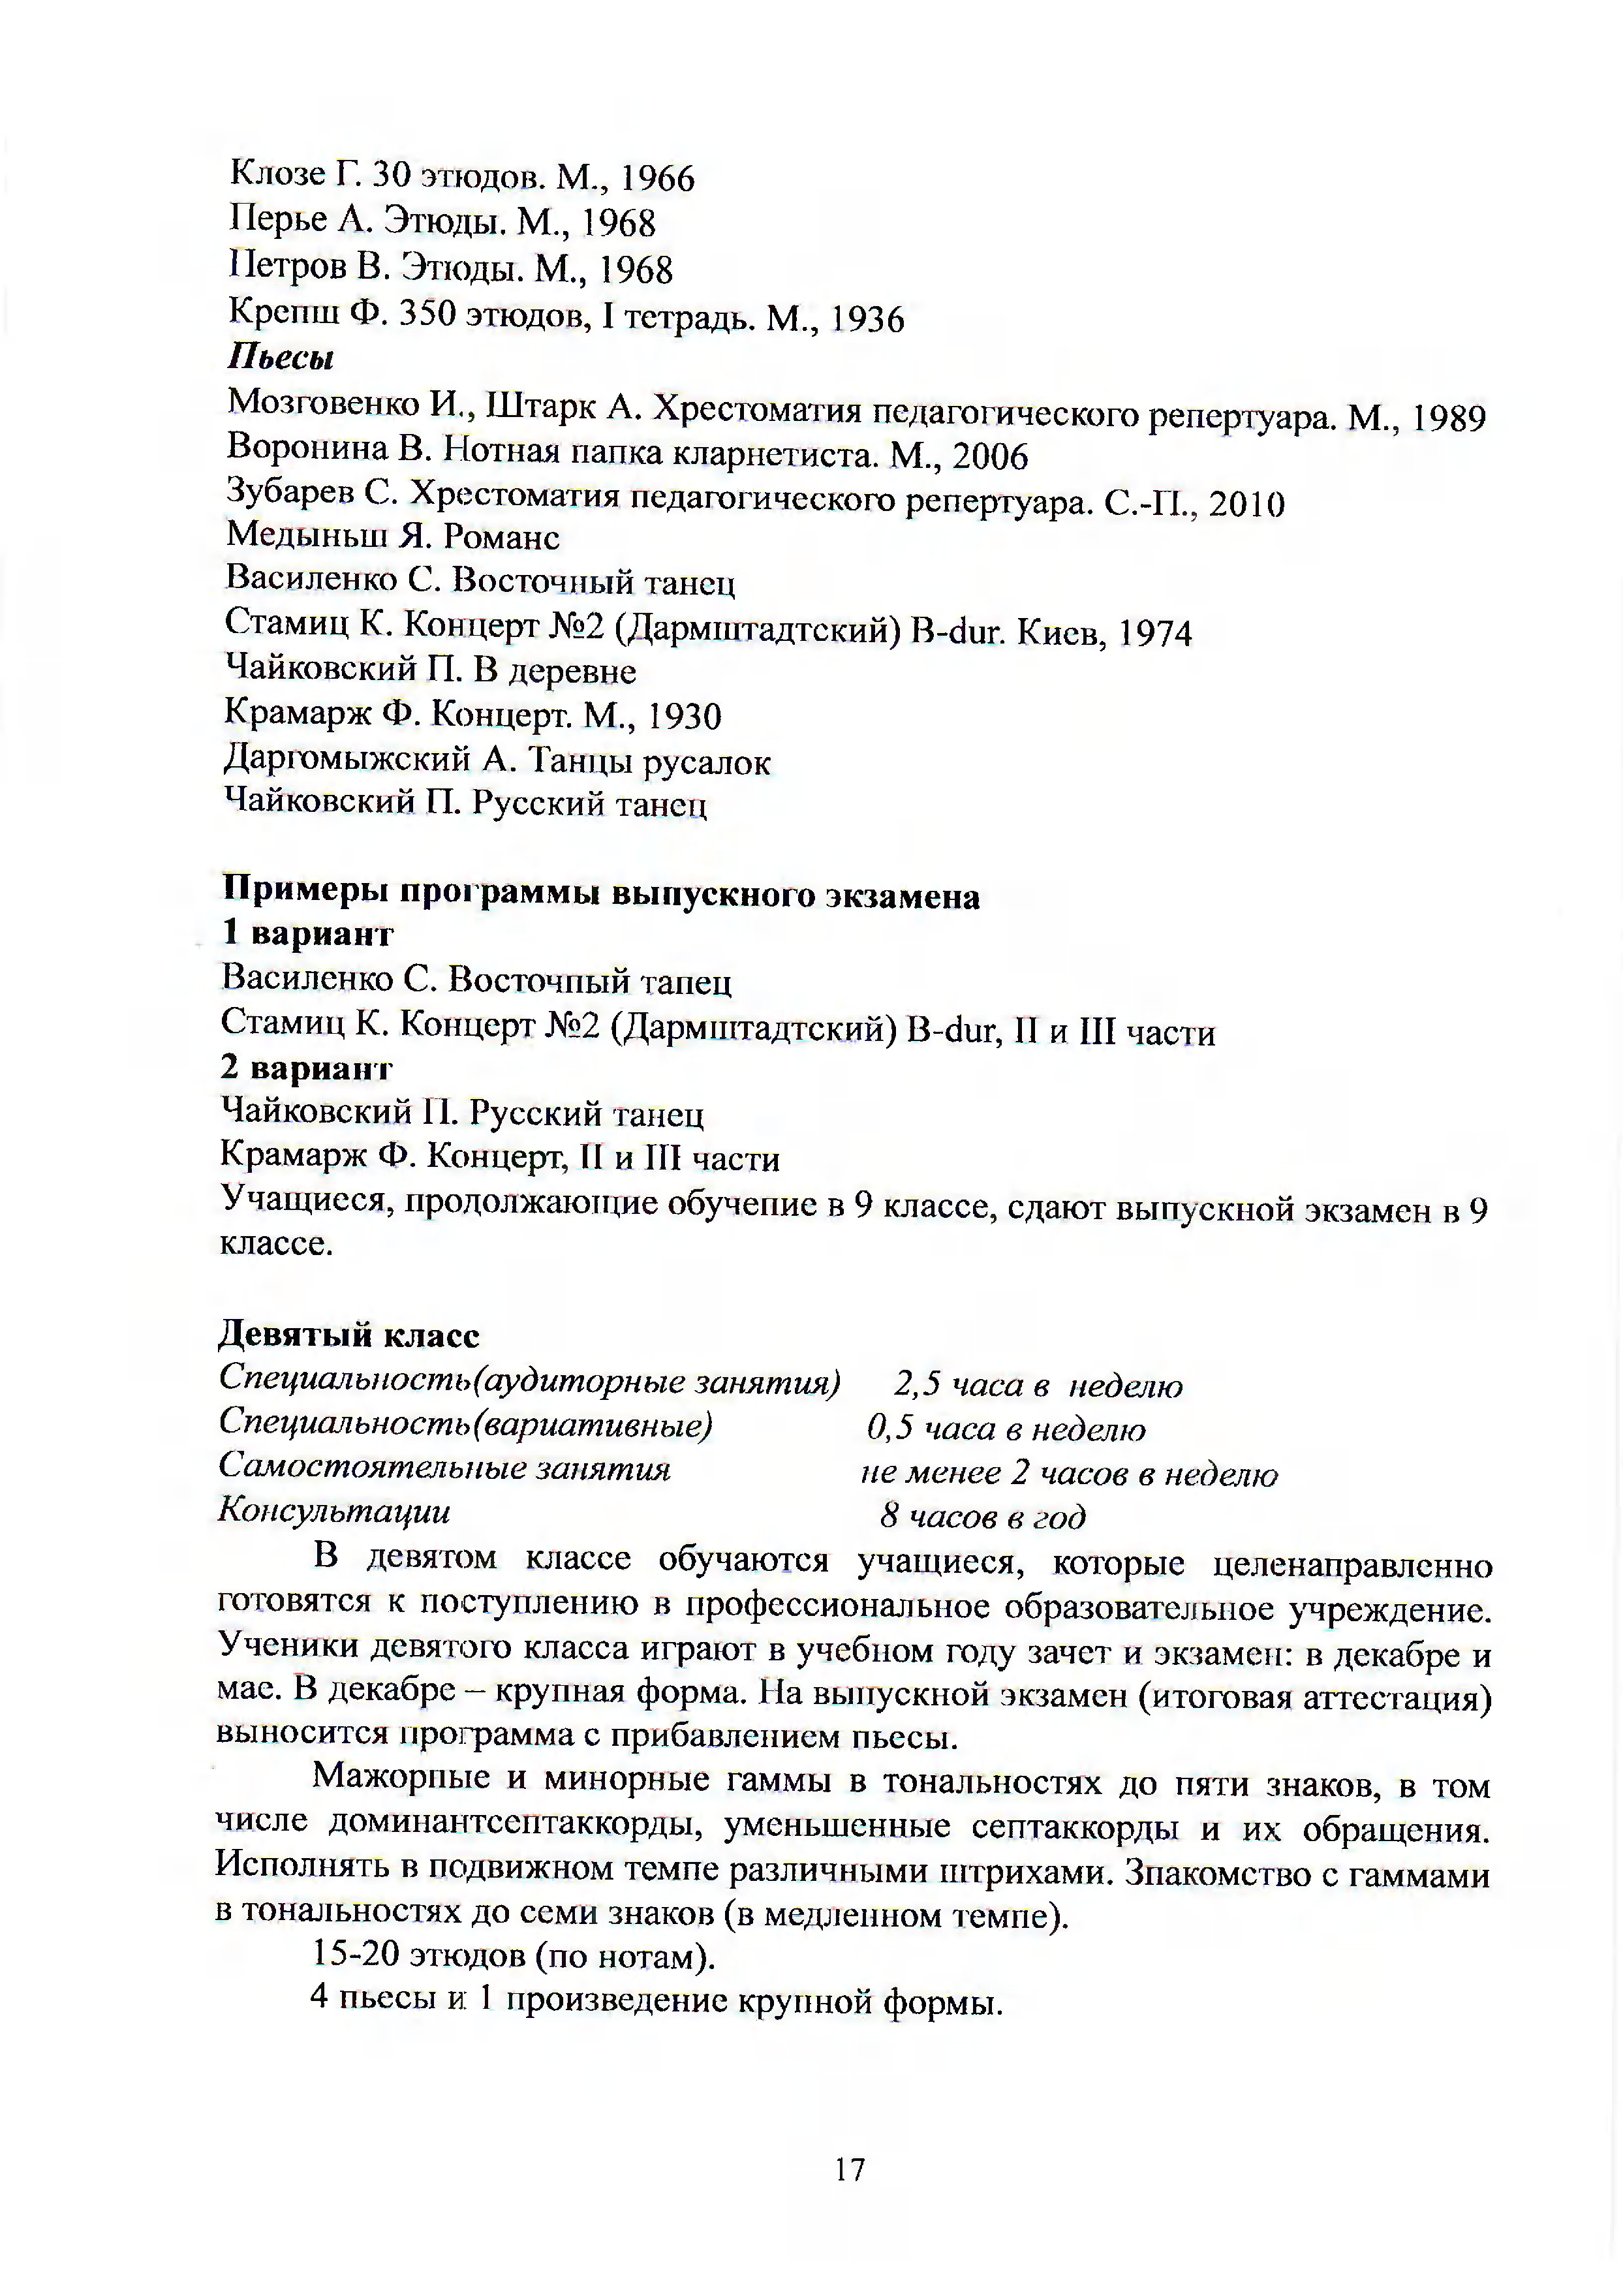 Клозе Г. 30 этюдов. М., 1966
Перье А. Этюды. М., 1968
Петров В. Этюды. М., 1968
Крепш Ф. 350 этюдов, I тетрадь. М., 1936
Пьесы
Мозговенко И., Штарк А. Хрестоматия педагогического репертуара. М., 1989
Воронина В. Нотная папка кларнетиста. М., 2006
Зубарев С. Хрестоматия педагогического репертуара. С.-П., 2010
Медыньш Я. Романс
Василенко С. Восточный танец
Стамиц К. Концерт №2 (Дармштадтский) B-dur. Киев, 1974
Чайковский П. В деревне
Крамарж Ф. Концерт. М., 1930
Даргомыжский А. Танцы русалок
Чайковский П. Русский танец
Примеры программы выпускного экзамена
1 вариант
Василенко С. Восточный танец
Стамиц К. Концерт №2 (Дармштадтский) B-dur, II и III части
2 вариант
Чайковский П. Русский танец
Крамарж Ф. Концерт, II и III части
Учащиеся, продолжающие обучение в 9 классе, сдают выпускной экзамен в 9
классе.
Девятый класс
Специальность(аудиторные занятия) 2,5 часа в неделю
Специальность(вариативные) 0,5 часа в неделю
Самостоятельные занятия не менее 2 часов в неделю
Консультации 8 часов в год
В девятом классе обучаются учащиеся, которые целенаправленно
готовятся к поступлению в профессиональное образовательное учреждение.
Ученики девятого класса играют в учебном году зачет и экзамен: в декабре и
мае. В декабре – крупная форма. На выпускной экзамен (итоговая аттестация)
выносится программа с прибавлением пьесы.
Мажорные и минорные гаммы в тональностях до пяти знаков, в том
числе доминантсептаккорды, уменьшенные септаккорды и их обращения.
Исполнять в подвижном темпе различными штрихами. Знакомство с гаммами
в тональностях до семи знаков (в медленном темпе).
15-20 этюдов (по нотам).
4 пьесы и 1 произведение крупной формы.
17